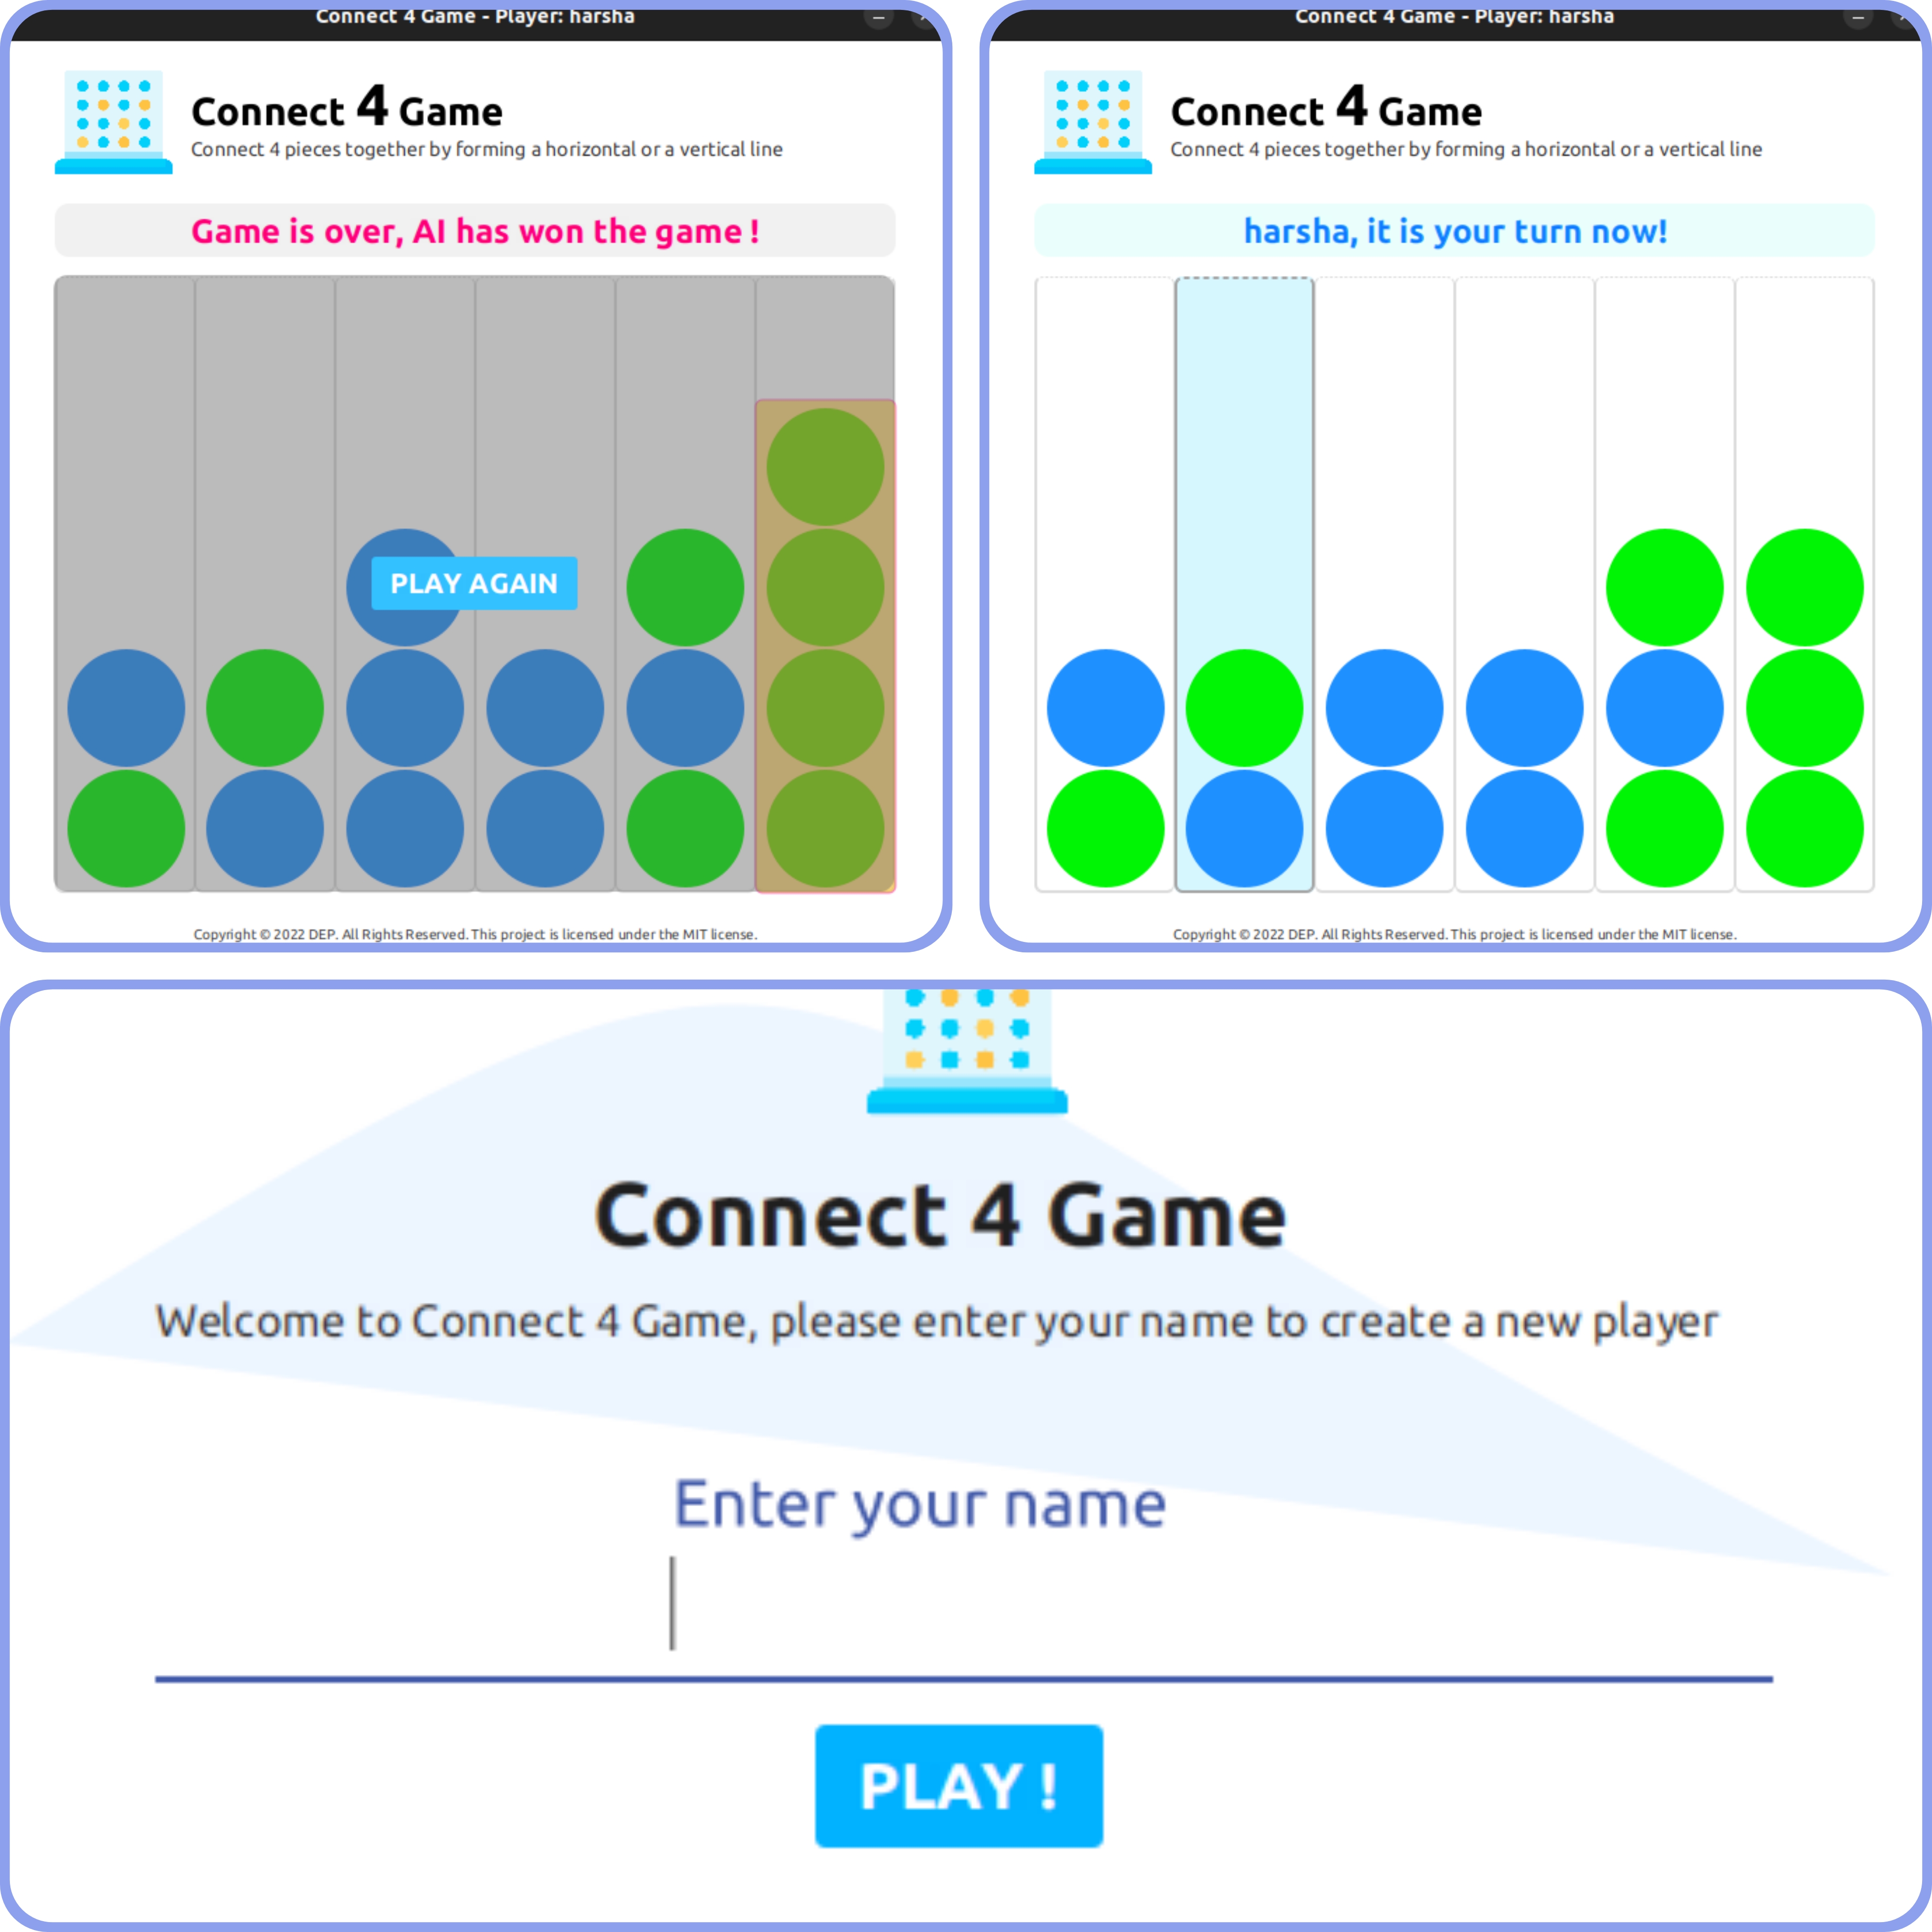 Connect 4 Game - Player: harsha
Connect 4 Game
Connect 4 pieces together by forming a horizontal or a vertical line
Game is over, AI has won the game !
PLAY AGAIN
Copyright © 2022 DEP. All Rights Reserved. This project is licensed under the MIT license.
Connect 4 Game - Player: harsha
Connect 4 Game
Connect 4 pieces together by forming a horizontal or a vertical line
harsha, it is your turn now!
Copyright © 2022 DEP. All Rights Reserved. This project is licensed under the MIT license.
Connect 4 Game
Welcome to Connect 4 Game, please enter your name to create a new player
Enter your name
PLAY !